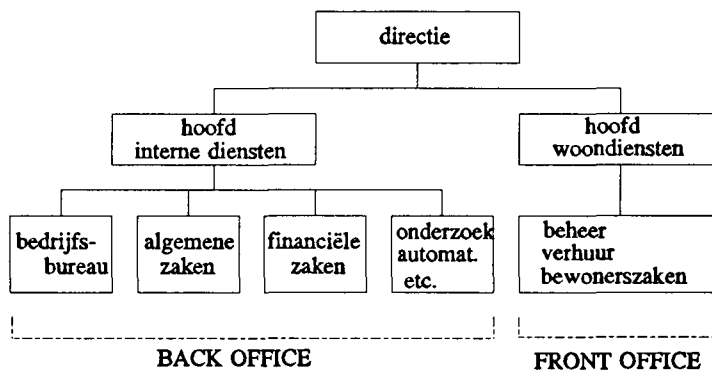 directie
hoofd
interne diensten
hoofd
woondiensten
bedrijfs-
bureau
algemene
zaken
financiële
zaken
onderzoek
automat.
etc.
beheer
verhuur
bewonerszaken
BACK OFFICE
FRONT OFFICE